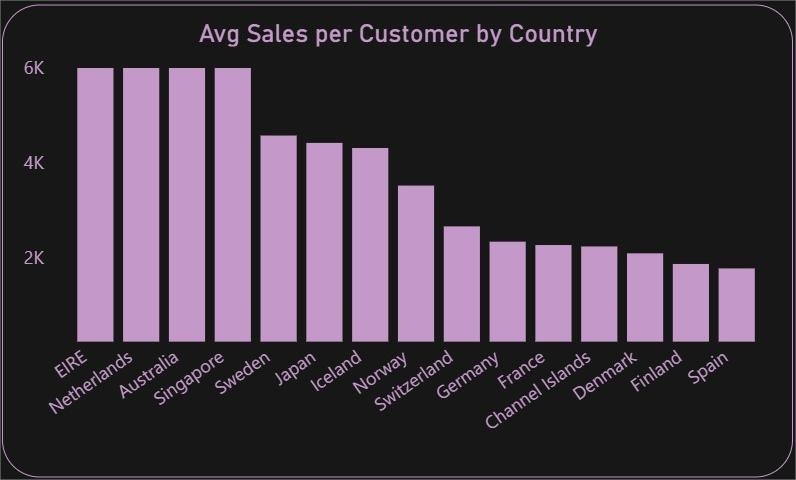 Avg Sales per Customer by Country
6K
4K
2K
EIRE
Netherlands
Australia
Singapore
Sweden
Japan
Iceland
Norway
Switzerland
Germany
France
Channel Islands
Denmark
Finland
Spain